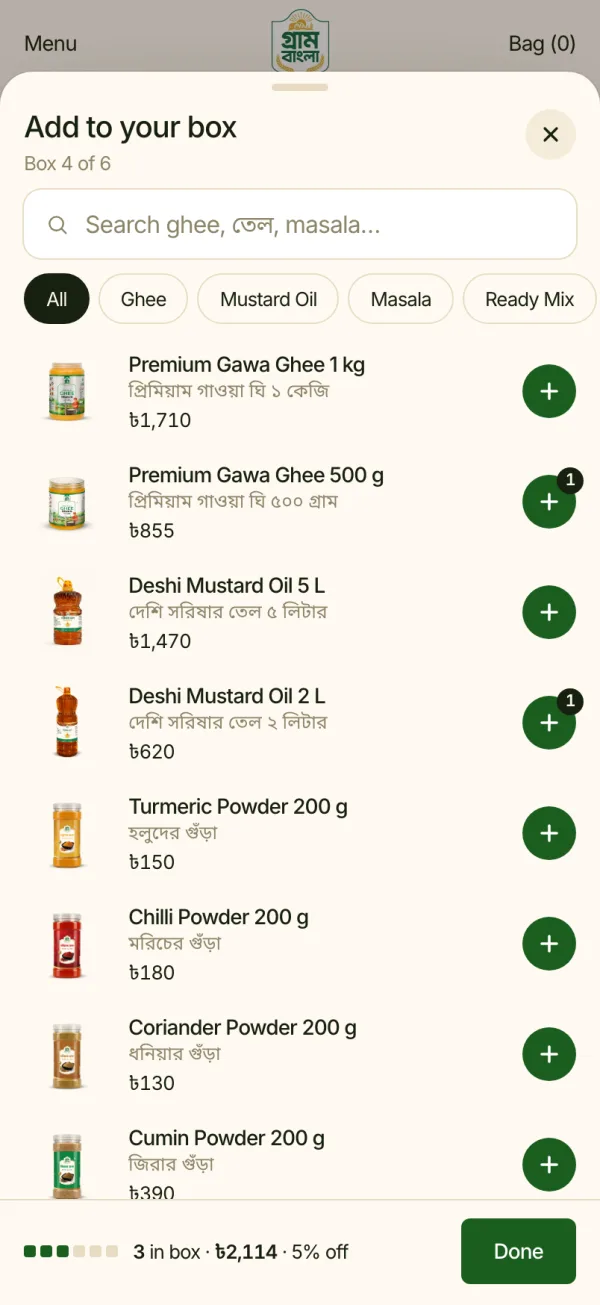 Menu
গ্রাম
বাংলা
Bag (0)
Add to your box
Box 4 of 6
Search ghee, তেল, masala...
All
Ghee
Mustard Oil
Masala
Ready Mix
Premium Gawa Ghee 1 kg
প্রিমিয়াম গাওয়া ঘি ১ কেজি
৳1,710
Premium Gawa Ghee 500 g
প্রিমিয়াম গাওয়া ঘি ৫০০ গ্রাম
৳855
1
Deshi Mustard Oil 5 L
দেশি সরিষার তেল ৫ লিটার
৳1,470
Deshi Mustard Oil 2 L
দেশি সরিষার তেল ২ লিটার
৳620
1
Turmeric Powder 200 g
হলুদের গুঁড়া
৳150
Chilli Powder 200 g
মরিচের গুঁড়া
৳180
Coriander Powder 200 g
ধনিয়ার গুঁড়া
৳130
Cumin Powder 200 g
জিরার গুঁড়া
৳390
3 in box · ৳2,114 · 5% off
Done